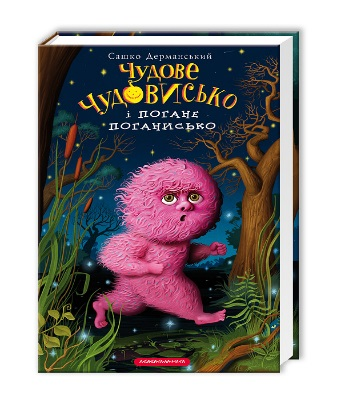 Сашко Дерманський
ЧУДОВЕ
ЧУДОВИСЬКО
і ПОГАНЕ
ПОГАНИСЬКО